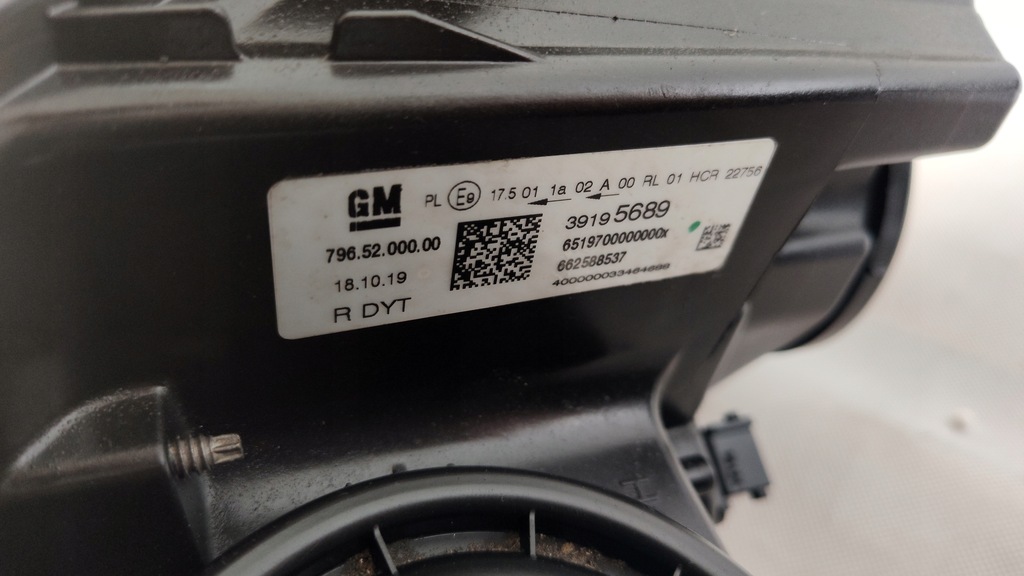 GM PL E9 17.5 01 1a 02 A 00 RL 01 HCR 22756
796.52.000.00
18.10.19
R DYT
39195689
6519700000000x
662588537